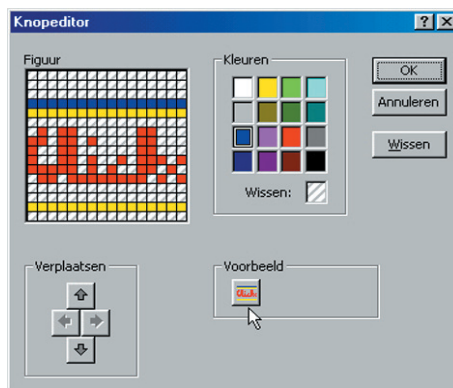 Knopeditor
Figuur
Kleuren
OK
Annuleren
Wissen
Wissen:
Verplaatsen
Voorbeeld